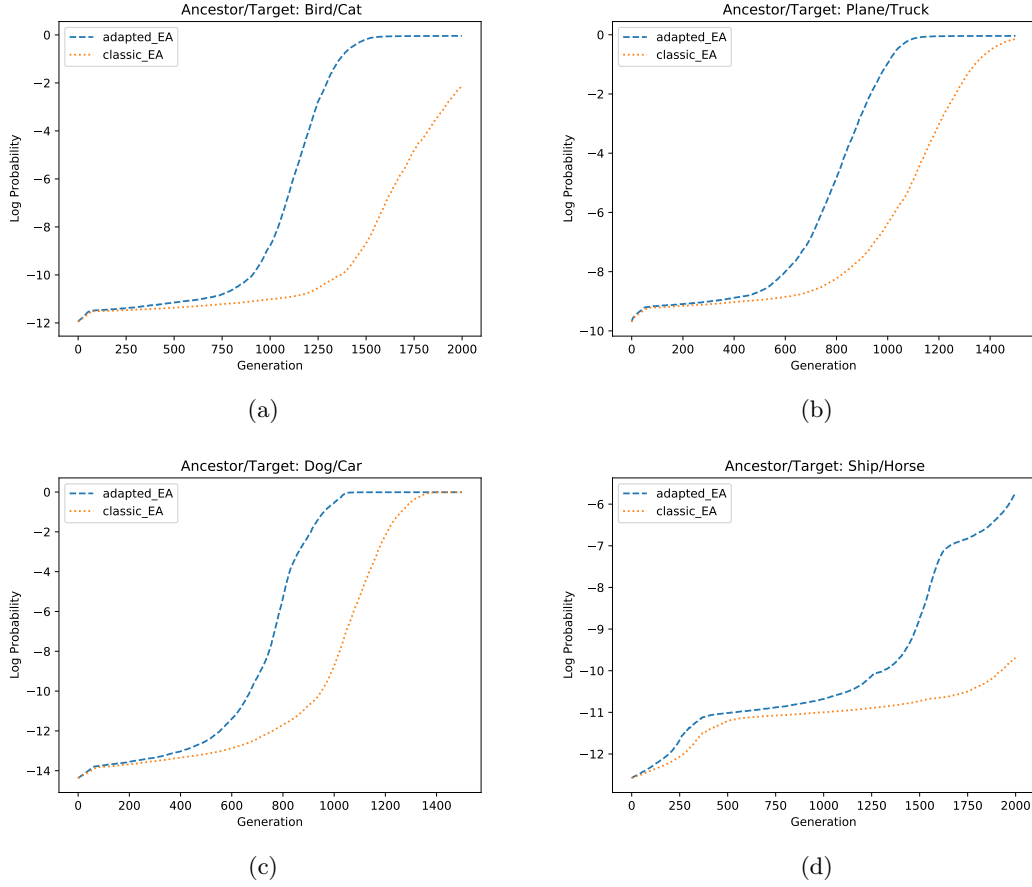 Ancestor/Target: Bird/Cat
adapted_EA
classic_EA
0
−2
−4
−6
−8
−10
−12
Log Probability
0 250 500 750 1000 1250 1500 1750 2000
Generation
(a)
Ancestor/Target: Plane/Truck
adapted_EA
classic_EA
0
−2
−4
−6
−8
−10
Log Probability
0 200 400 600 800 1000 1200 1400
Generation
(b)
Ancestor/Target: Dog/Car
adapted_EA
classic_EA
0
−2
−4
−6
−8
−10
−12
−14
Log Probability
0 200 400 600 800 1000 1200 1400
Generation
(c)
Ancestor/Target: Ship/Horse
adapted_EA
classic_EA
−6
−7
−8
−9
−10
−11
−12
Log Probability
0 250 500 750 1000 1250 1500 1750 2000
Generation
(d)